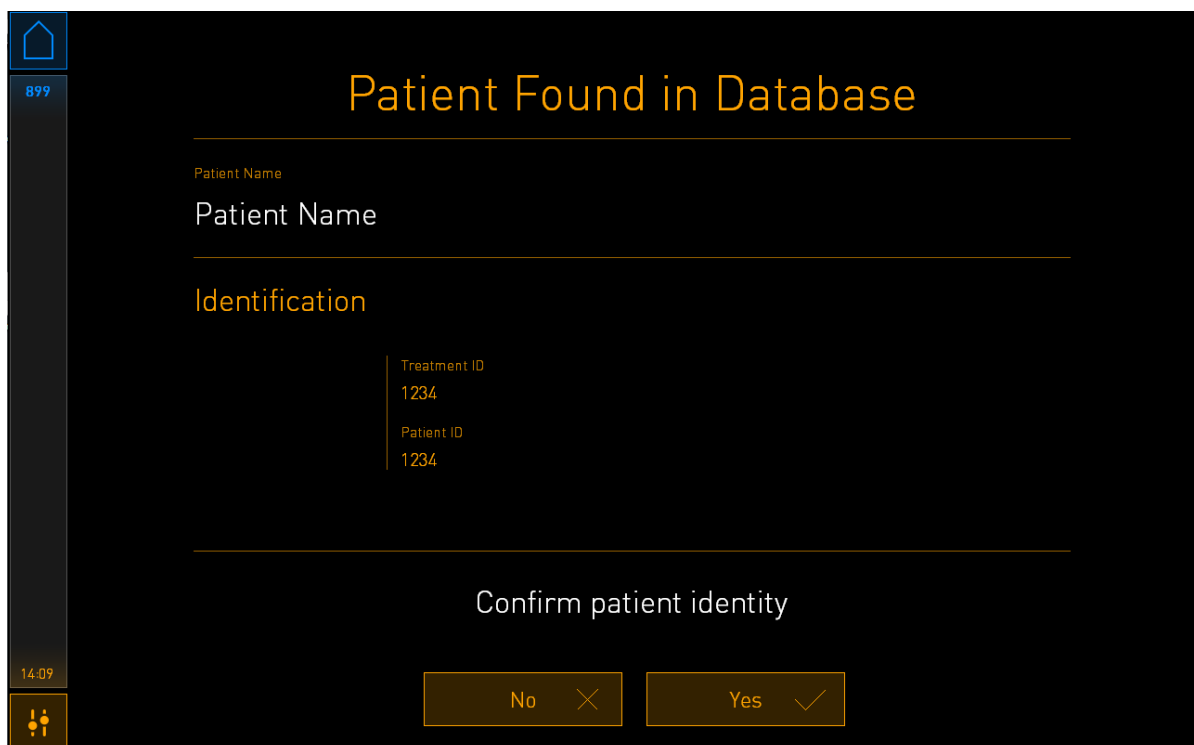 899
Patient Found in Database
Patient Name
Patient Name
Identification
Treatment ID
1234
Patient ID
1234
Confirm patient identity
14:09
No
Yes